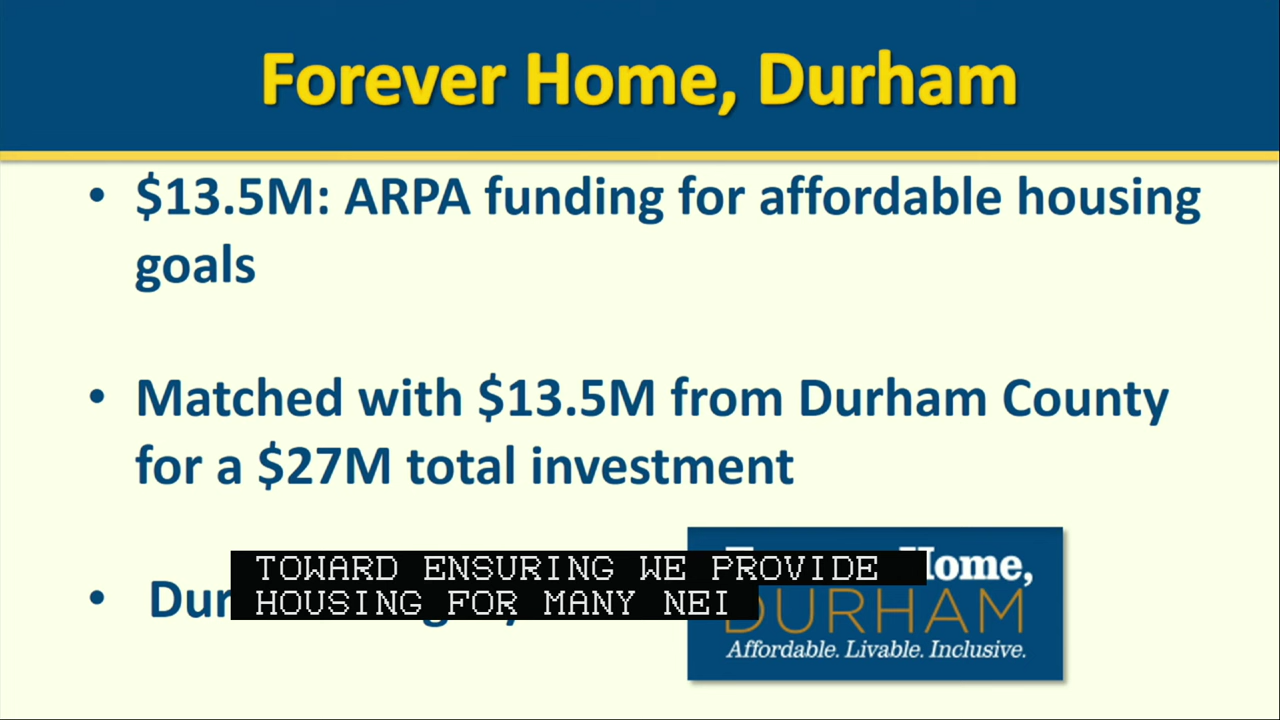 Forever Home, Durham
• $13.5M: ARPA funding for affordable housing
goals
• Matched with $13.5M from Durham County
for a $27M total investment
•
TOWARD ENSURING WE PROVIDE
HOUSING FOR MANY NEI
Home,
DURHAM
Affordable. Livable. Inclusive.